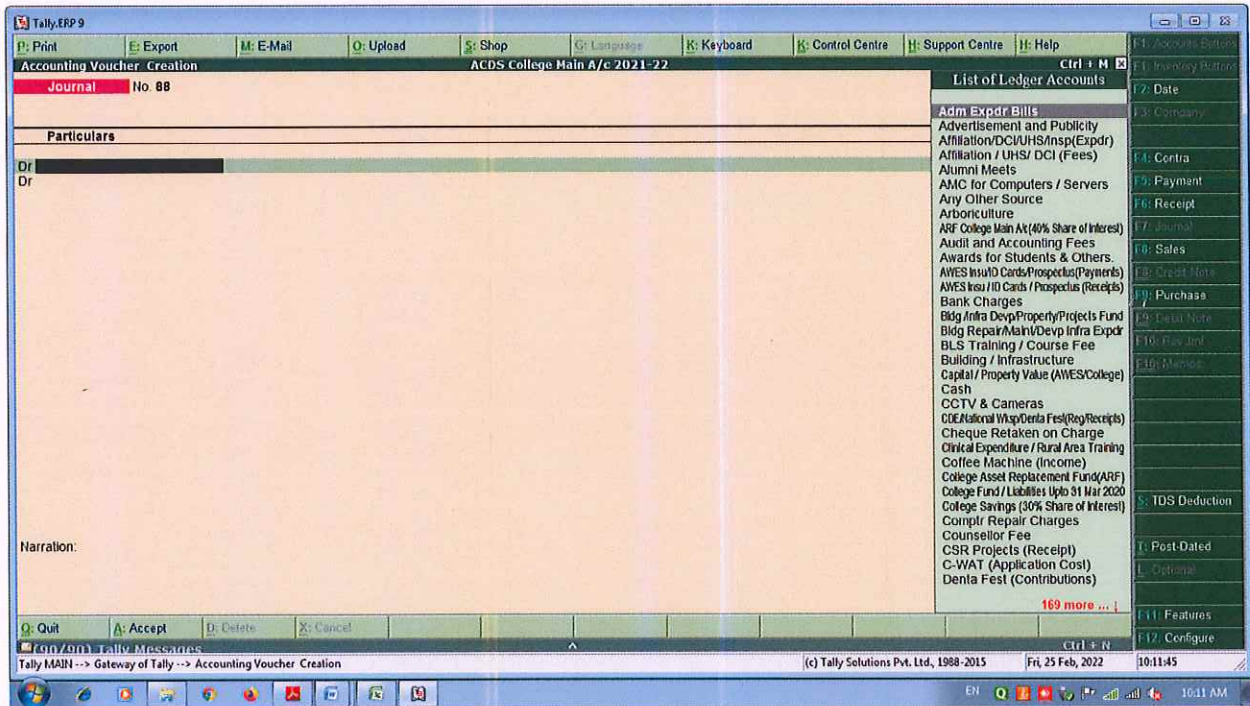 Tally.ERP 9
P: Print E: Export M: E-Mail O: Upload S: Shop G: Language K: Keyboard K: Control Centre H: Support Centre H: Help
F1: Accounts Buttons
Accounting Voucher Creation ACDS College Main A/c 2021-22 Ctrl + M
F1: Inventory Buttons
Journal No. 88
List of Ledger Accounts
F2: Date
F3: Company
Particulars
Dr
Dr
Adm Expdr Bills
Advertisement and Publicity
Affiliation/DCI/UHS/Insp(Expdr)
Affiliation / UHS/ DCI (Fees)
Alumni Meets
AMC for Computers / Servers
Any Other Source
Arboriculture
ARF College Main A/c (40% Share of Interest)
Audit and Accounting Fees
Awards for Students & Others.
AWES Insu/ID Cards/Prospectus(Payments)
AWES Insu / ID Cards / Prospectus (Receipts)
Bank Charges
Bldg /Infra Devp/Property/Projects Fund
Bldg Repair/Maint/Devp Infra Expdr
BLS Training / Course Fee
Building / Infrastructure
Capital / Property Value (AWES/College)
Cash
CCTV & Cameras
CDE/National Wksp/Denta Fest(Reg/Receipts)
Cheque Retaken on Charge
Clinical Expenditure / Rural Area Training
Coffee Machine (Income)
College Asset Replacement Fund(ARF)
College Fund / Liabilities Upto 31 Mar 2020
College Savings (30% Share of Interest)
Comptr Repair Charges
Counsellor Fee
CSR Projects (Receipt)
C-WAT (Application Cost)
Denta Fest (Contributions)
169 more ... ↓
F4: Contra
F5: Payment
F6: Receipt
F7: Journal
F8: Sales
F8: Credit Note
F9: Purchase
F9: Debit Note
F10: Rev Jrnl
F10: Memos
S: TDS Deduction
T: Post-Dated
L: Optional
F11: Features
F12: Configure
Narration:
Q: Quit A: Accept D: Delete X: Cancel
(90/90) Tally Messages Ctrl + N
Tally MAIN --> Gateway of Tally --> Accounting Voucher Creation (c) Tally Solutions Pvt. Ltd., 1988-2015 Fri, 25 Feb, 2022 10:11:45
EN 10:11 AM